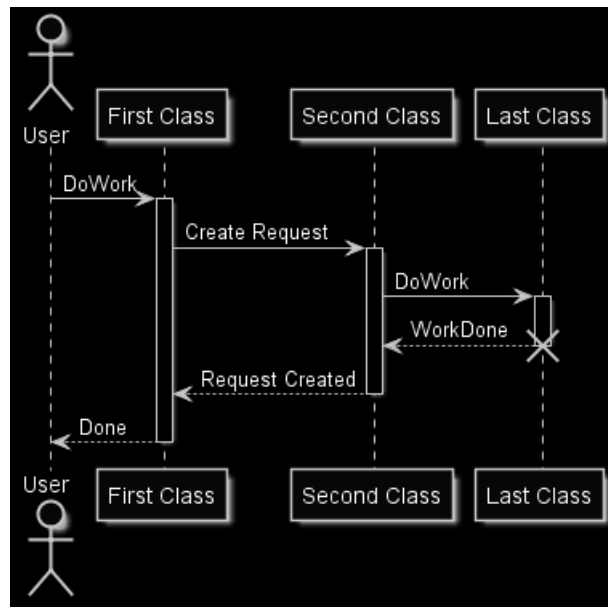 User
First Class
Second Class
Last Class
DoWork
Create Request
DoWork
WorkDone
Request Created
Done
User
First Class
Second Class
Last Class